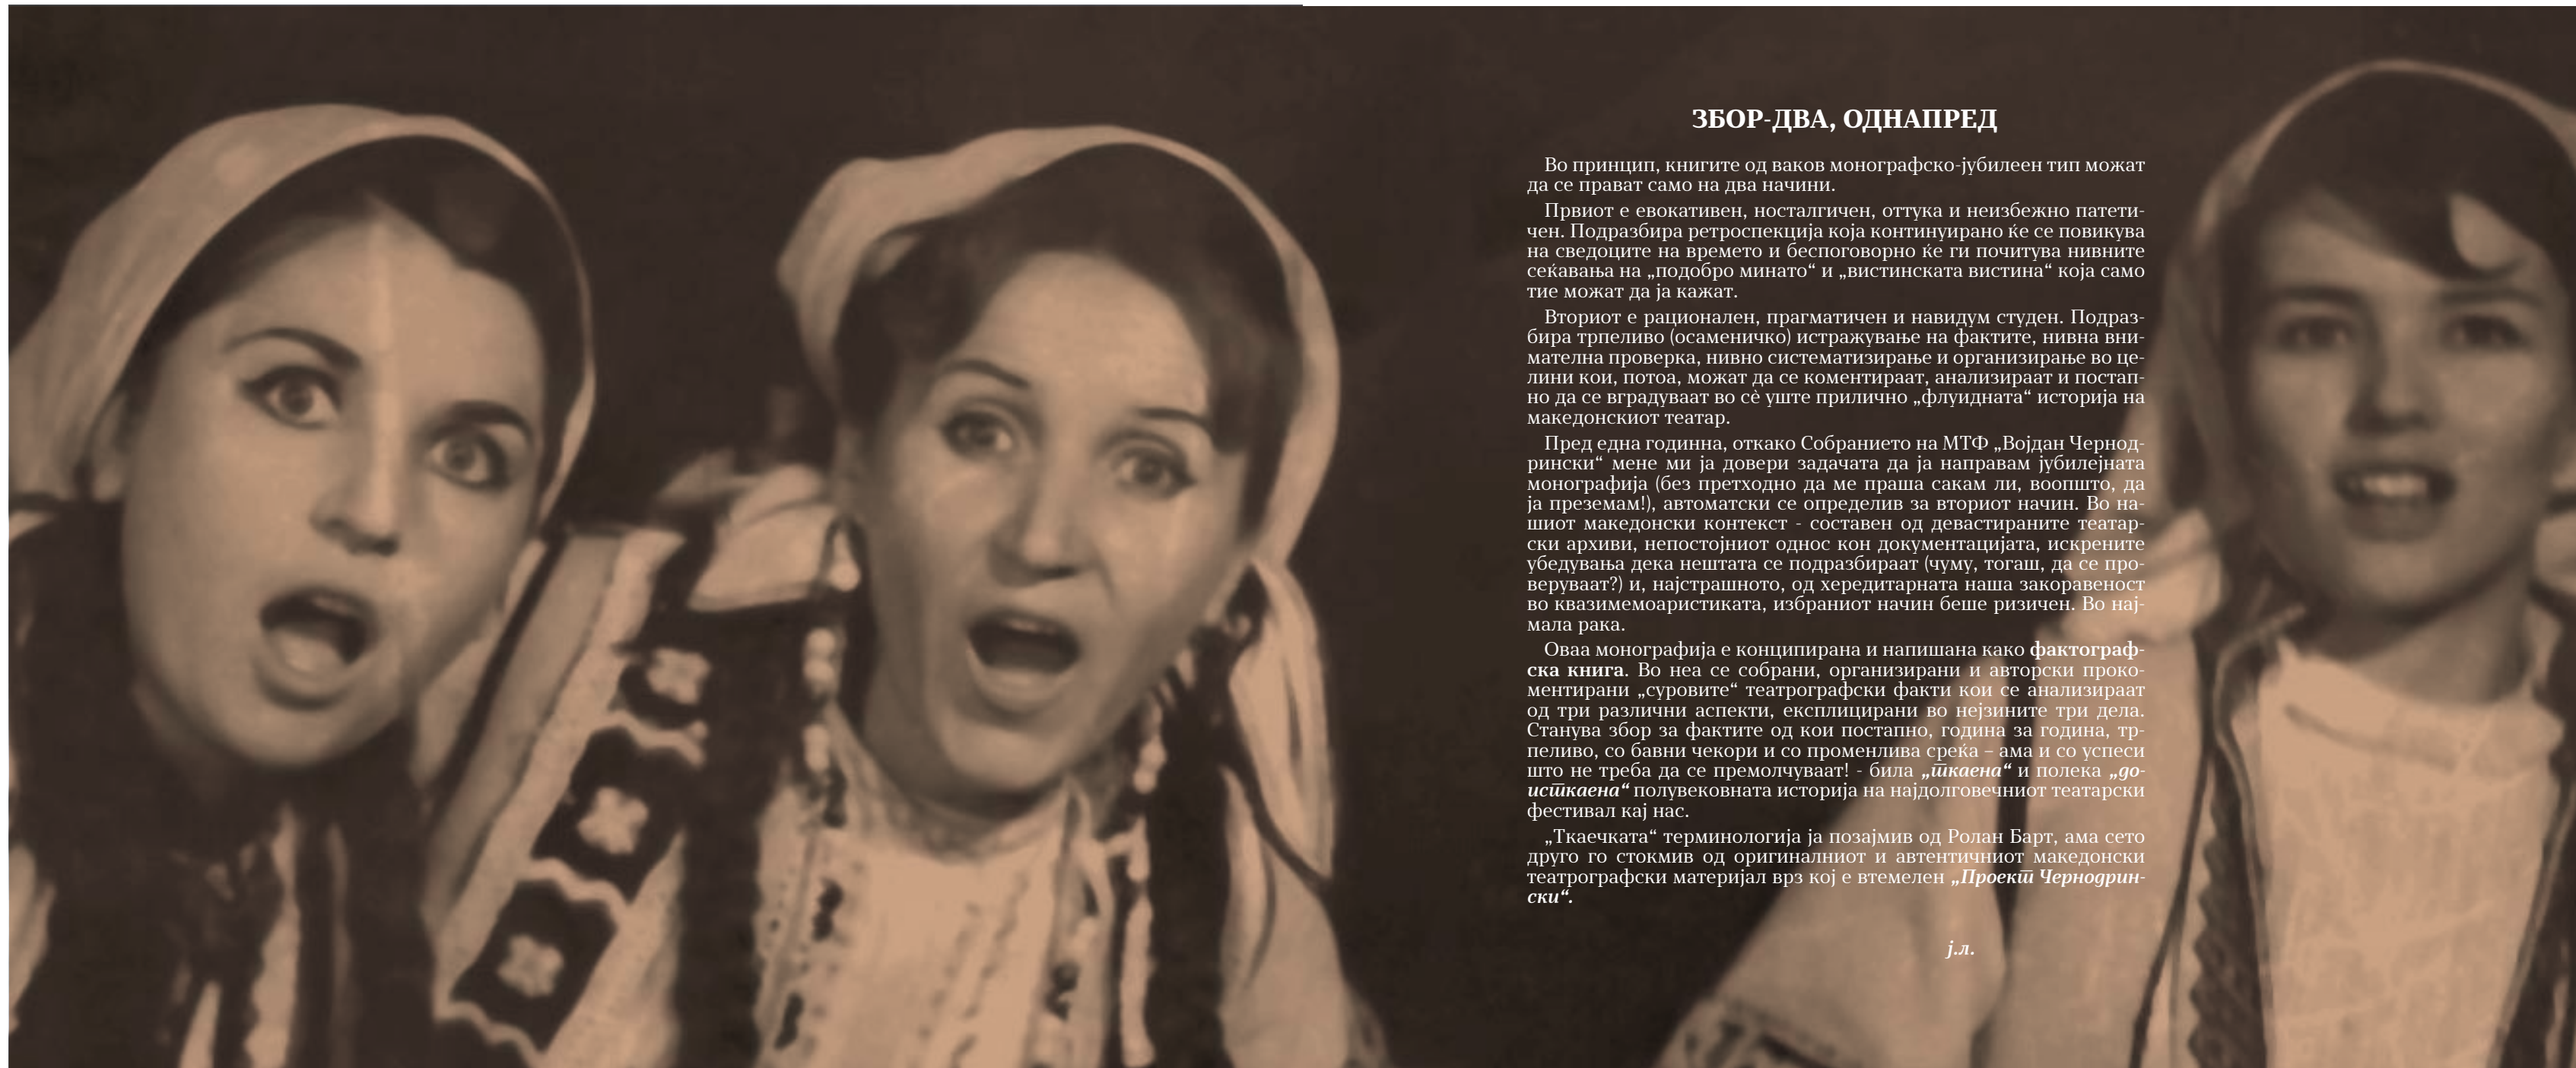 ЗБОР-ДВА, ОДНАПРЕД
Во принцип, книгите од ваков монографско-јубилеен тип можат
да се прават само на два начини.
Првиот е евокативен, носталгичен, оттука и неизбежно патети-
чен. Подразбира ретроспекција која континуирано ќе се повикува
на сведоците на времето и беспоговорно ќе ги почитува нивните
сеќавања на „подобро минато“ и „вистинската вистина“ која само
тие можат да ја кажат.
Вториот е рационален, прагматичен и навидум студен. Подраз-
бира трпеливо (осаменичко) истражување на фактите, нивна вни-
мателна проверка, нивно систематизирање и организирање во це-
лини кои, потоа, можат да се коментираат, анализираат и постап-
но да се вградуваат во сè уште прилично „флуидната“ историја на
македонскиот театар.
Пред една годинна, откако Собранието на МТФ „Војдан Чернод-
рински“ мене ми ја довери задачата да ја направам јубилејната
монографија (без претходно да ме праша сакам ли, воопшто, да
ја преземам!), автоматски се определив за вториот начин. Во на-
шиот македонски контекст - составен од девастираните театар-
ски архиви, непостојниот однос кон документацијата, искрените
убедувања дека нештата се подразбираат (чуму, тогаш, да се про-
веруваат?) и, најстрашното, од хередитарната наша закоравеност
во квазимемоаристиката, избраниот начин беше ризичен. Во нај-
мала рака.
Оваа монографија е конципирана и напишана како фактограф-
ска книга. Во неа се собрани, организирани и авторски проко-
ментирани „суровите“ театрографски факти кои се анализираат
од три различни аспекти, експлицирани во нејзините три дела.
Станува збор за фактите од кои постапно, година за година, тр-
пеливо, со бавни чекори и со променлива среќа – ама и со успеси
што не треба да се премолчуваат! - била „ткаена“ и полека „до-
исткаена“ полувековната историја на најдолговечниот театарски
фестивал кај нас.
„Ткаечката“ терминологија ја позајмив од Ролан Барт, ама сето
друго го стокмив од оригиналниот и автентичниот македонски
театрографски материјал врз кој е втемелен „Проект Чернодрин-
ски“.
ј.л.